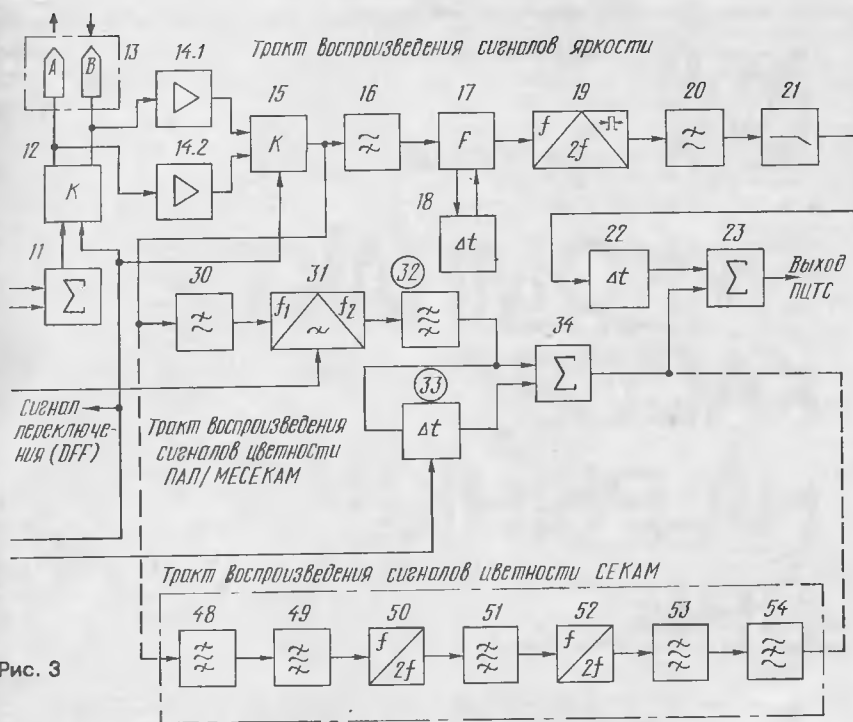 Тракт воспроизведения сигналов яркости
A
B
13
14.1
15
16
17
19
20
21
12
14.2
K
F
f
2f
K
18
Δt
11
Σ
22
23
Δt
Σ
Выход
ПЦТС
30
31
32
f₁
f₂
34
Σ
33
Δt
Сигнал
переключе-
ния (DFF)
Тракт воспроизведения
сигналов цветности
ПАЛ/МЕСЕКАМ
Тракт воспроизведения сигналов цветности СЕКАМ
48
49
50
51
52
53
54
f
2f
f
2f
Рис. 3